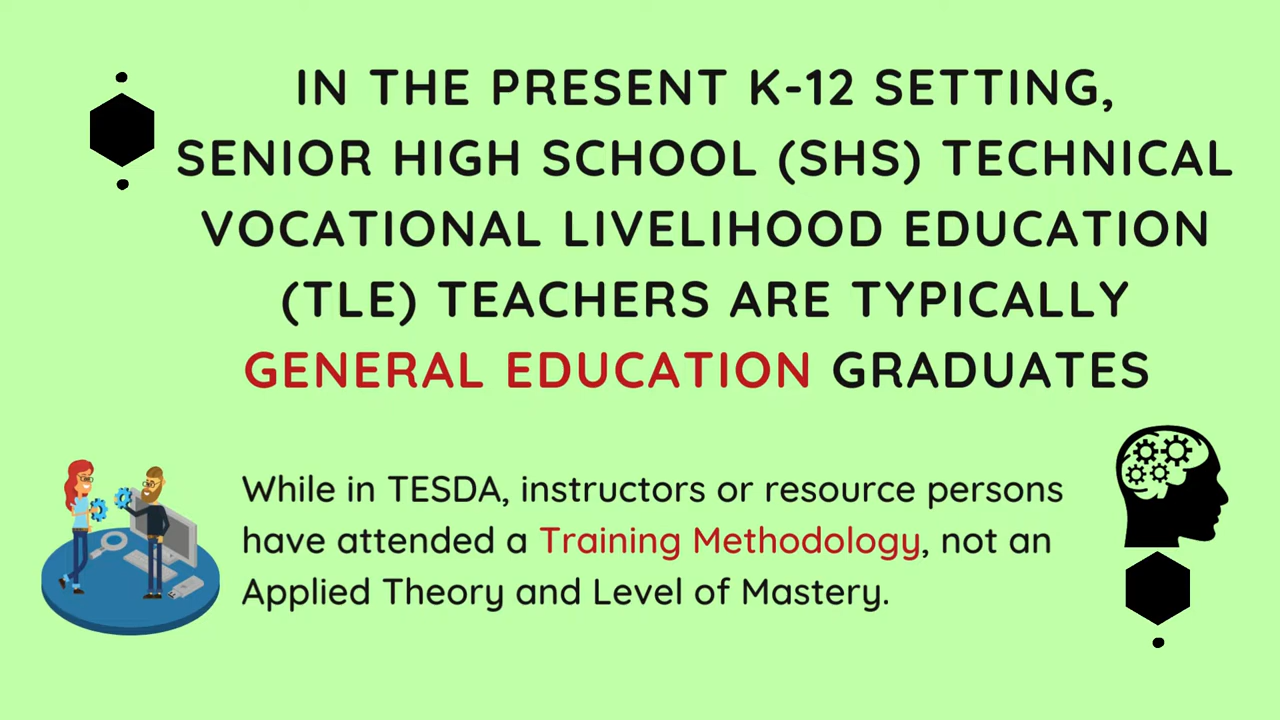 IN THE PRESENT K-12 SETTING,
SENIOR HIGH SCHOOL (SHS) TECHNICAL
VOCATIONAL LIVELIHOOD EDUCATION
(TLE) TEACHERS ARE TYPICALLY
GENERAL EDUCATION GRADUATES
While in TESDA, instructors or resource persons
have attended a Training Methodology, not an
Applied Theory and Level of Mastery.